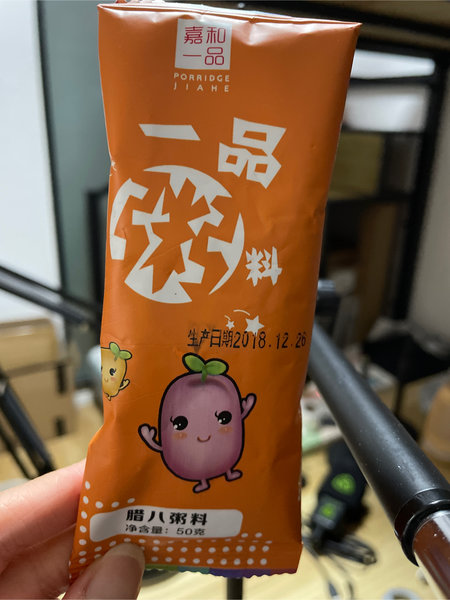 嘉和
一品
PORRIDGE
JIAHE
一品
粥料
生产日期2018.12.26
腊八粥料
净含量：50克